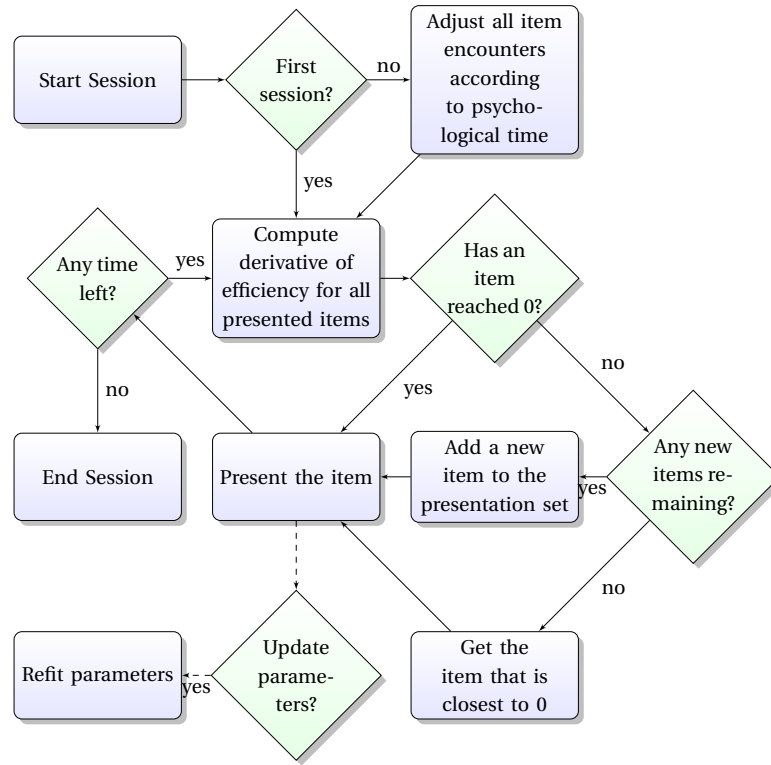 Start Session
First
session?
no
Adjust all item
encounters
according
to psycho-
logical time
yes
Any time
left?
yes
Compute
derivative of
efficiency for all
presented items
Has an
item
reached 0?
no
yes
no
End Session
Present the item
Add a new
item to the
presentation set
yes
Any new
items re-
maining?
no
Refit parameters
yes
Update
parame-
ters?
Get the
item that is
closest to 0